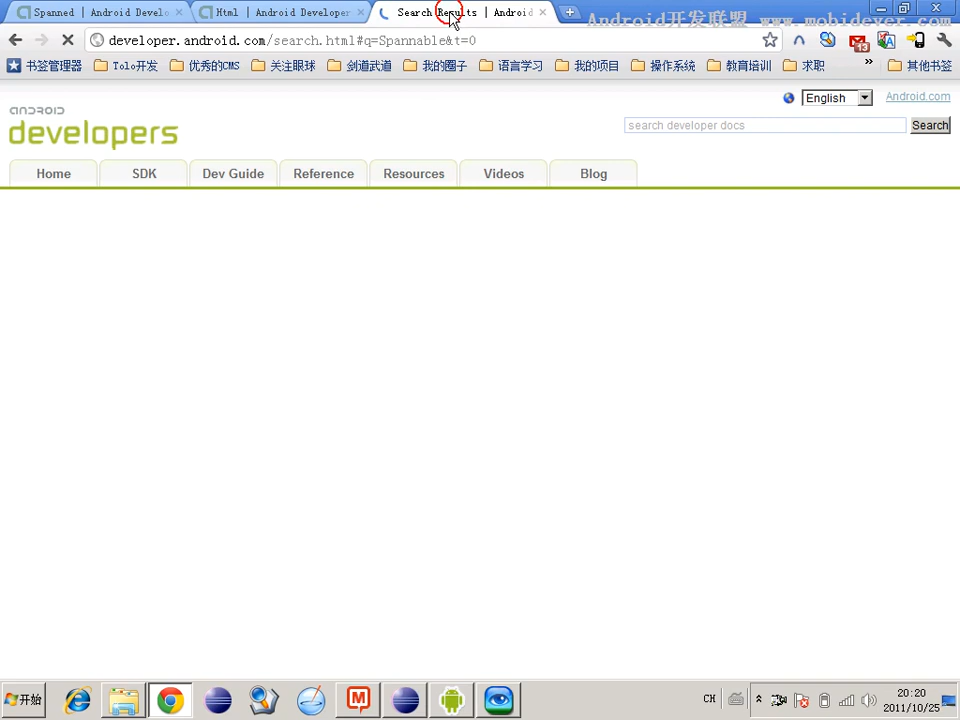 Spanned | Android Develo
Html | Android Developer
Search Results | Androi
Android开发联盟 www.mobidever.com
developer.android.com/search.html#q=Spannable&t=0
13
书签管理器 Tolo开发 优秀的CMS 关注眼球 剑道武道 我的圈子 语言学习 我的项目 操作系统 教育培训 求职 » 其他书签
English Android.com
android
developers
search developer docs Search
Home SDK Dev Guide Reference Resources Videos Blog
开始
CH
20:20
2011/10/25